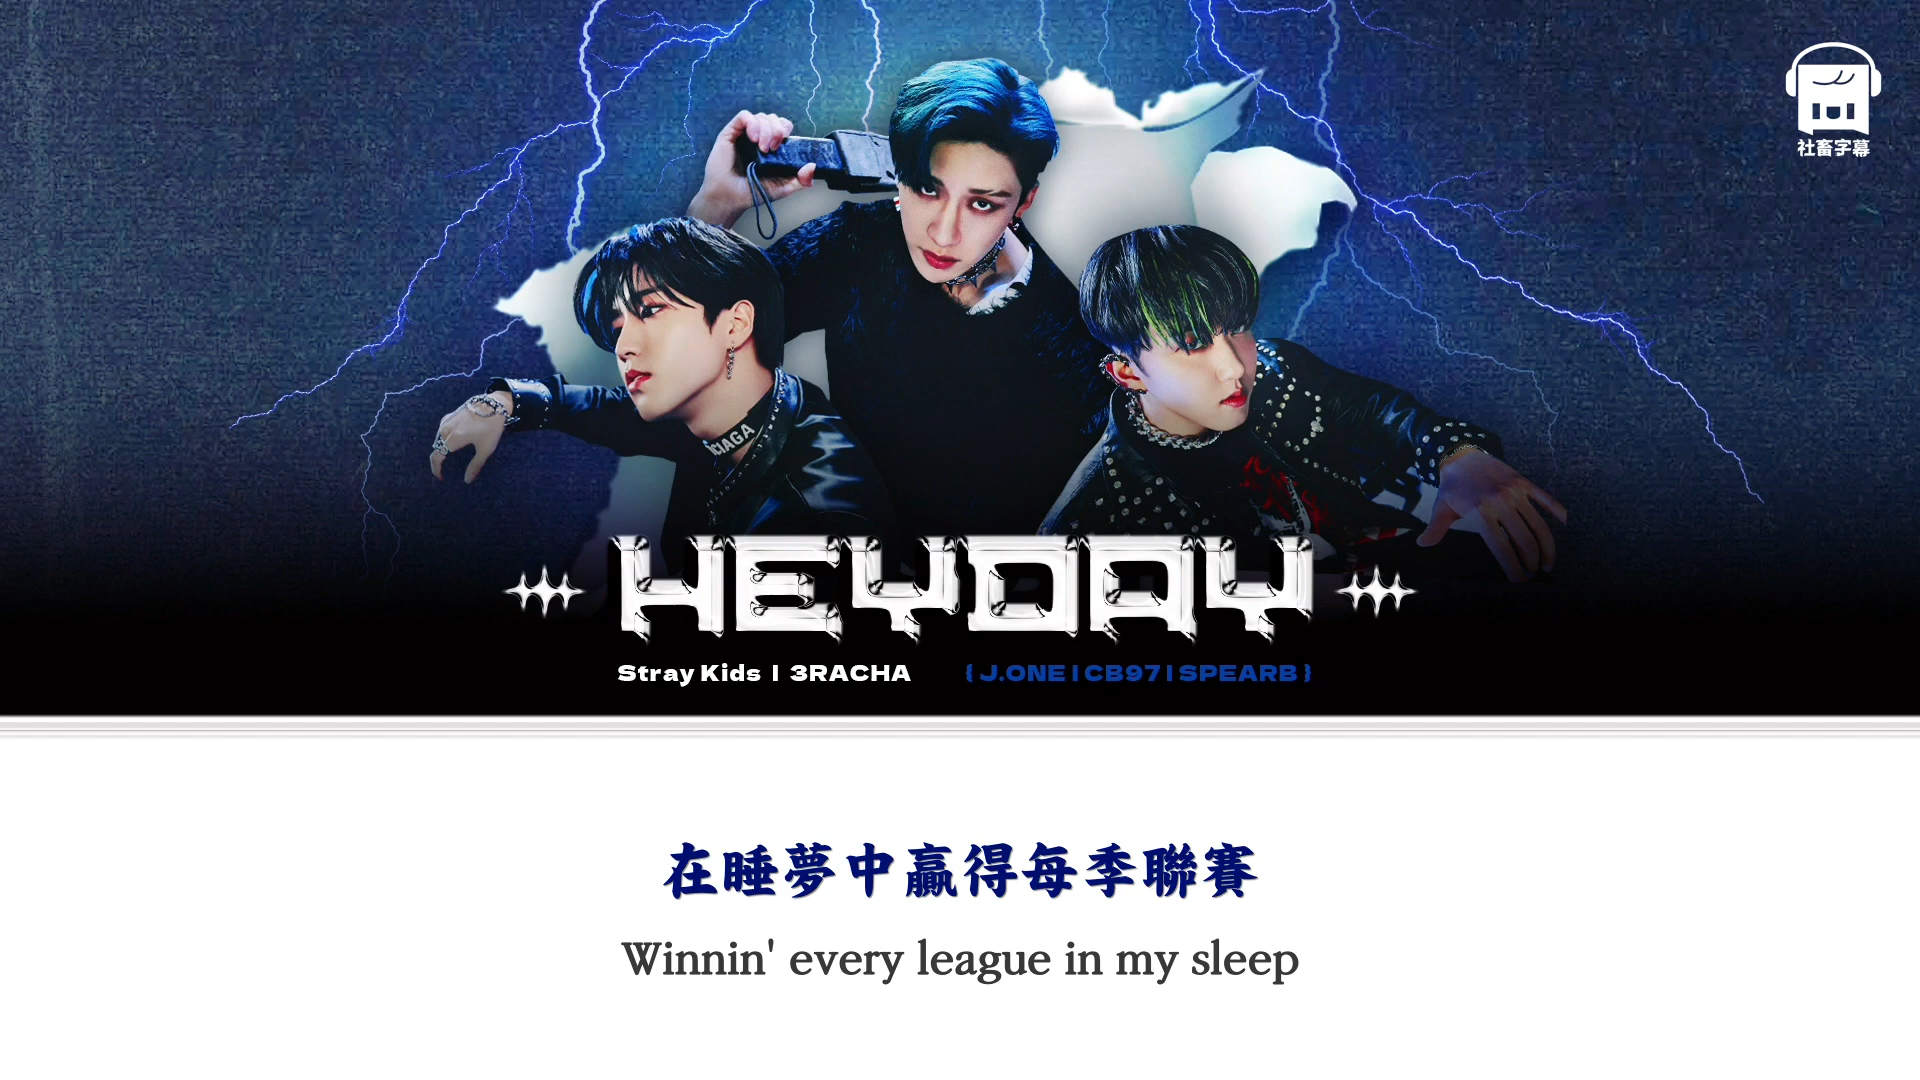 社畜字幕
CIAGA
HEYDAY
Stray Kids | 3RACHA { J.ONE | CB97 | SPEARB }
在睡夢中贏得每季聯賽
Winnin' every league in my sleep